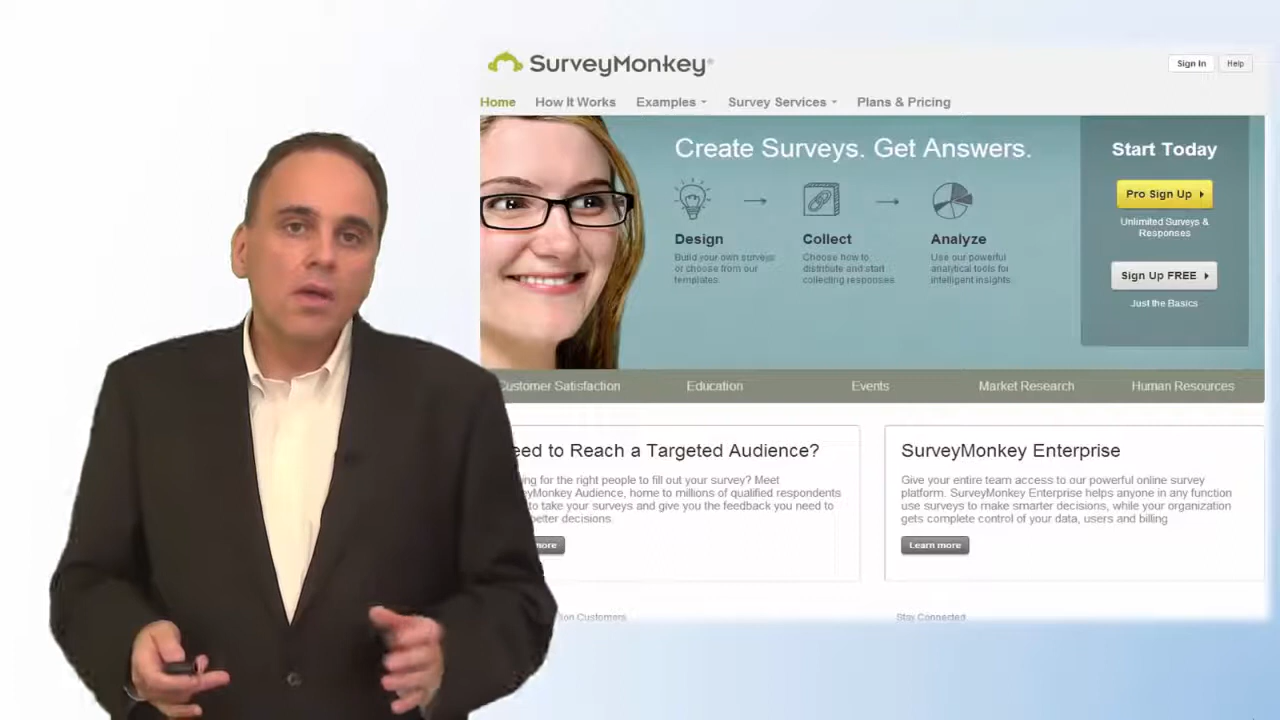 SurveyMonkey®
Sign In
Help
Home
How It Works
Examples
Survey Services
Plans & Pricing
Create Surveys. Get Answers.
Design
Build your own surveys
or choose from our
templates.
Collect
Choose how to
distribute and start
collecting responses.
Analyze
Use our powerful
analytical tools for
intelligent insights.
Start Today
Pro Sign Up
Unlimited Surveys &
Responses
Sign Up FREE
Just the Basics
Customer Satisfaction
Education
Events
Market Research
Human Resources
to Reach a Targeted Audience?
for the right people to fill out your survey? Meet
Audience, home to millions of qualified respondents
to take your surveys and give you the feedback you need to
decisions.
more
SurveyMonkey Enterprise
Give your entire team access to our powerful online survey
platform. SurveyMonkey Enterprise helps anyone in any function
use surveys to make smarter decisions, while your organization
gets complete control of your data, users and billing
Learn more
Customers
Stay Connected